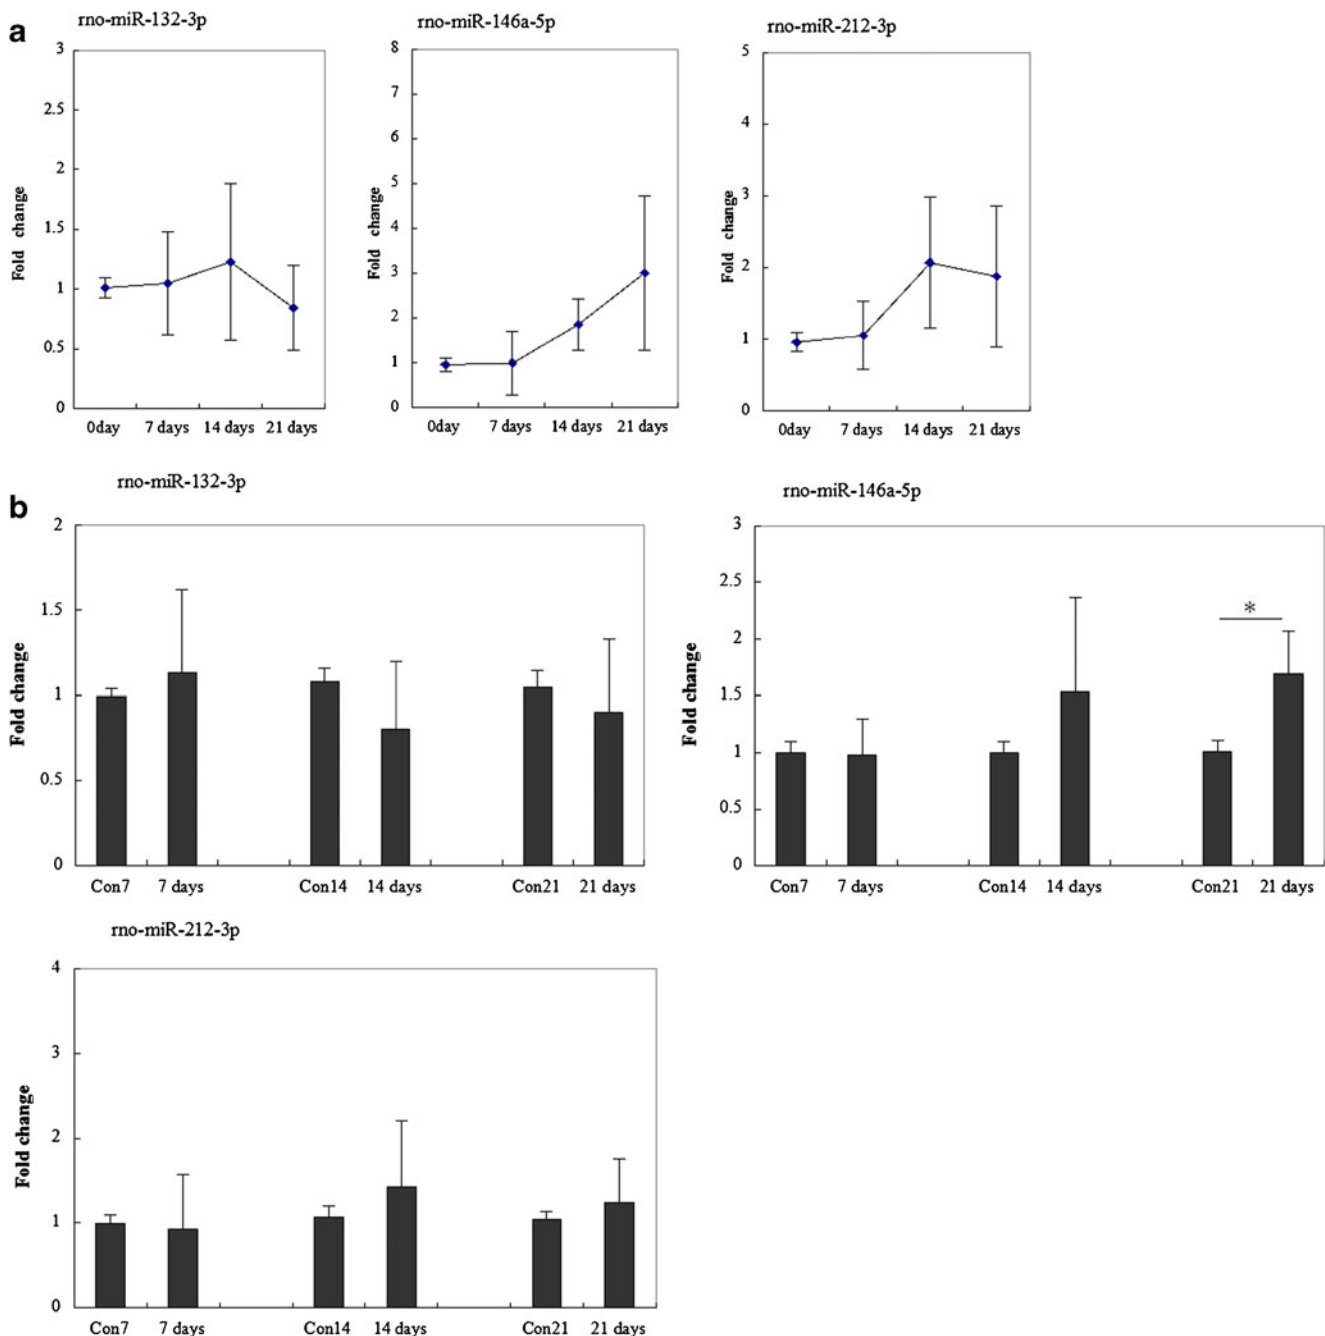 a
rno-miR-132-3p
3
2.5
2
1.5
1
0.5
0
Fold change
0day 7 days 14 days 21 days
rno-miR-146a-5p
8
7
6
5
4
3
2
1
0
Fold change
0day 7 days 14 days 21 days
rno-miR-212-3p
5
4
3
2
1
0
Fold change
0day 7 days 14 days 21 days
b
rno-miR-132-3p
2
1.5
1
0.5
0
Fold change
Con7 7 days Con14 14 days Con21 21 days
rno-miR-146a-5p
3
2.5
2
1.5
1
0.5
0
Fold change
*
Con7 7 days Con14 14 days Con21 21 days
rno-miR-212-3p
4
3
2
1
0
Fold change
Con7 7 days Con14 14 days Con21 21 days